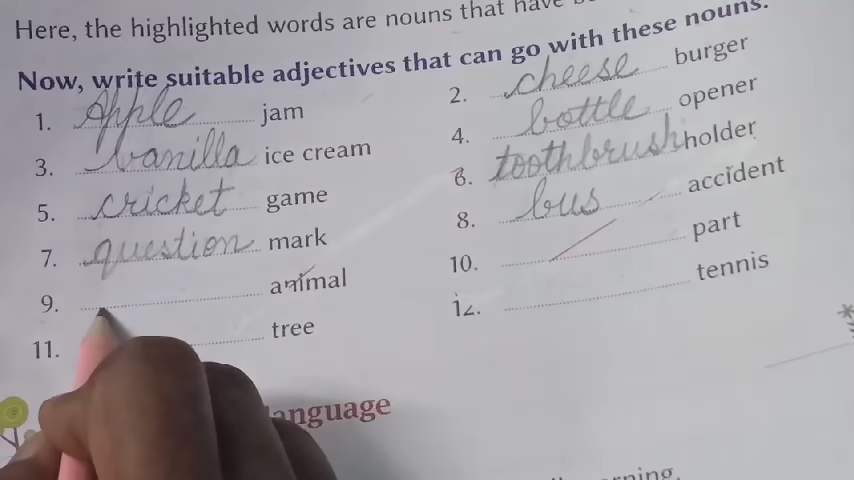 Here, the highlighted words are nouns that have
Now, write suitable adjectives that can go with these nouns.
1. Apple jam
2. cheese burger
3. vanilla ice cream
4. bottle opener
5. cricket game
6. toothbrush holder
7. question mark
8. bus accident
9. animal
10. part
11. tree
12. tennis
anguage